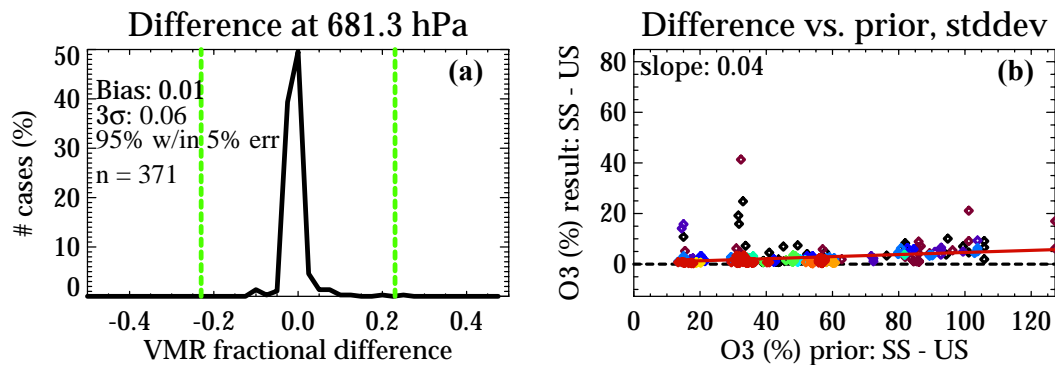 Difference at 681.3 hPa
(a)
Bias: 0.01
3σ: 0.06
95% w/in 5% err
n = 371
50
40
30
20
10
0
-0.4 -0.2 0.0 0.2 0.4
# cases (%)
VMR fractional difference
Difference vs. prior, stddev
slope: 0.04
(b)
80
60
40
20
0
0 20 40 60 80 100 120
O3 (%) result: SS - US
O3 (%) prior: SS - US